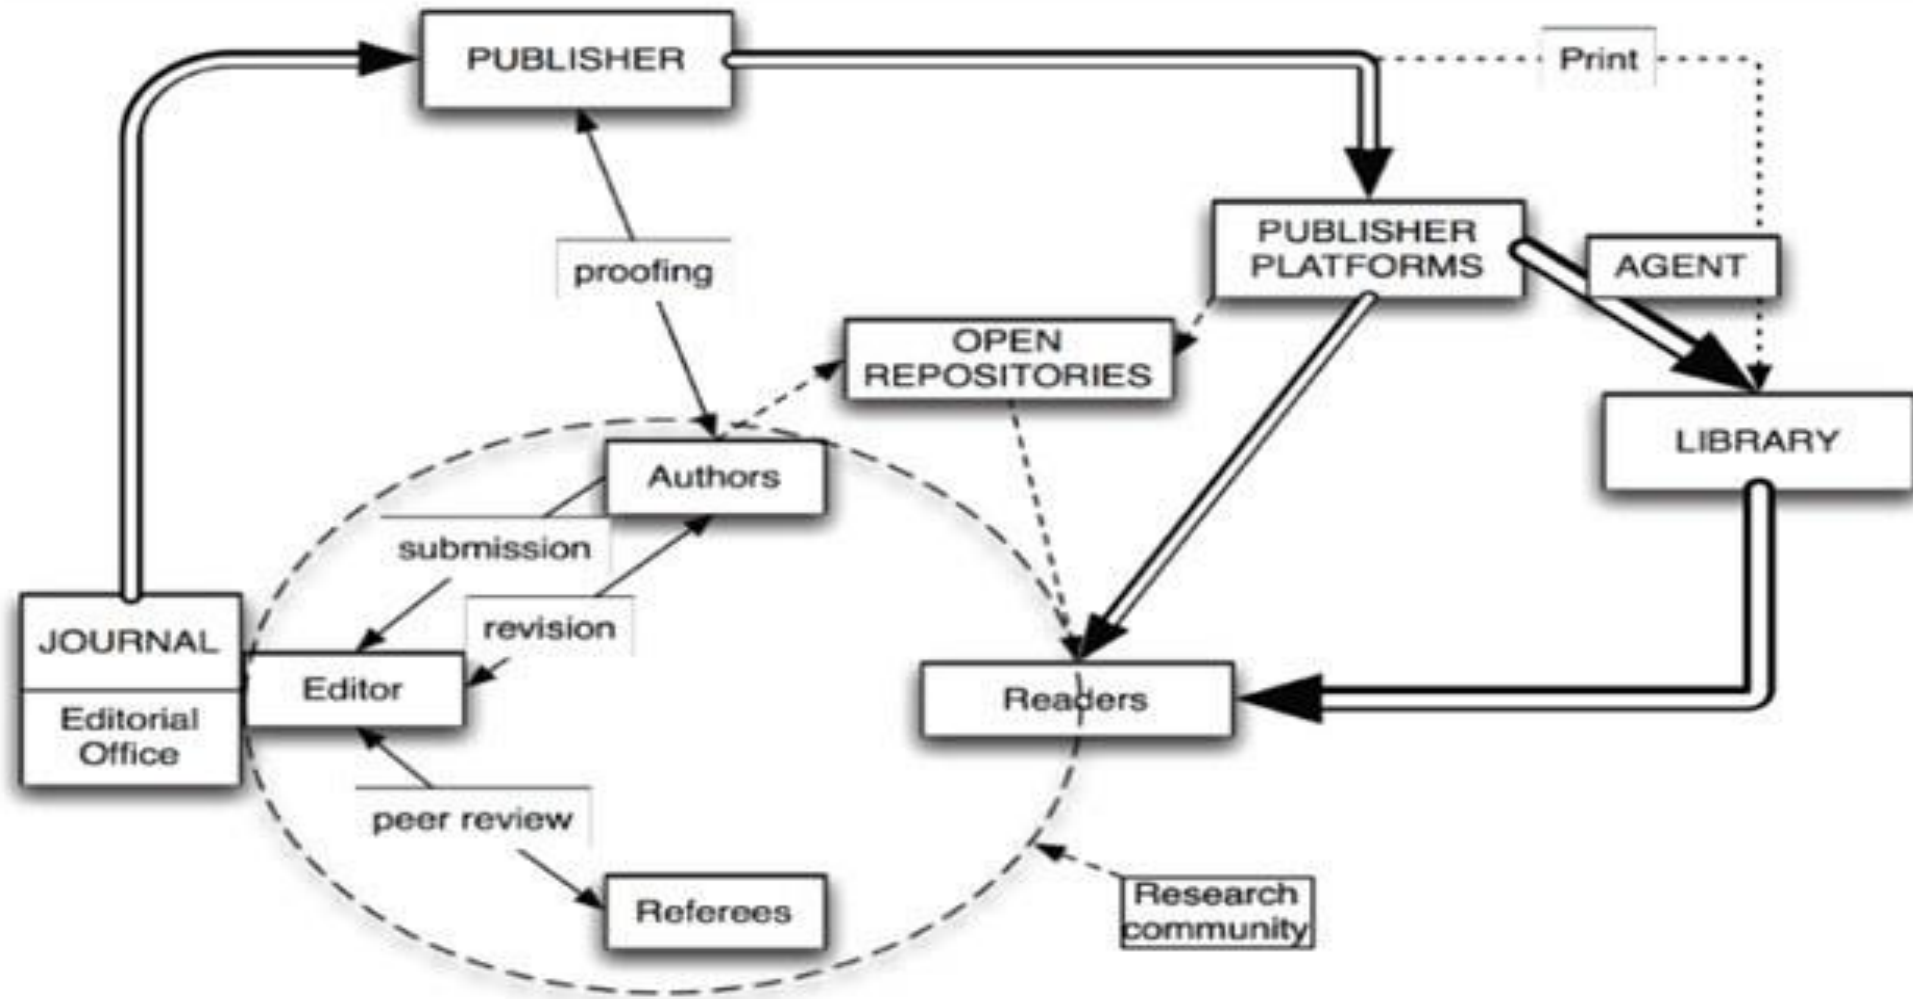 PUBLISHER
Print
PUBLISHER
PLATFORMS
AGENT
proofing
OPEN
REPOSITORIES
LIBRARY
Authors
submission
revision
JOURNAL
Editorial
Office
Editor
Readers
peer review
Referees
Research
community